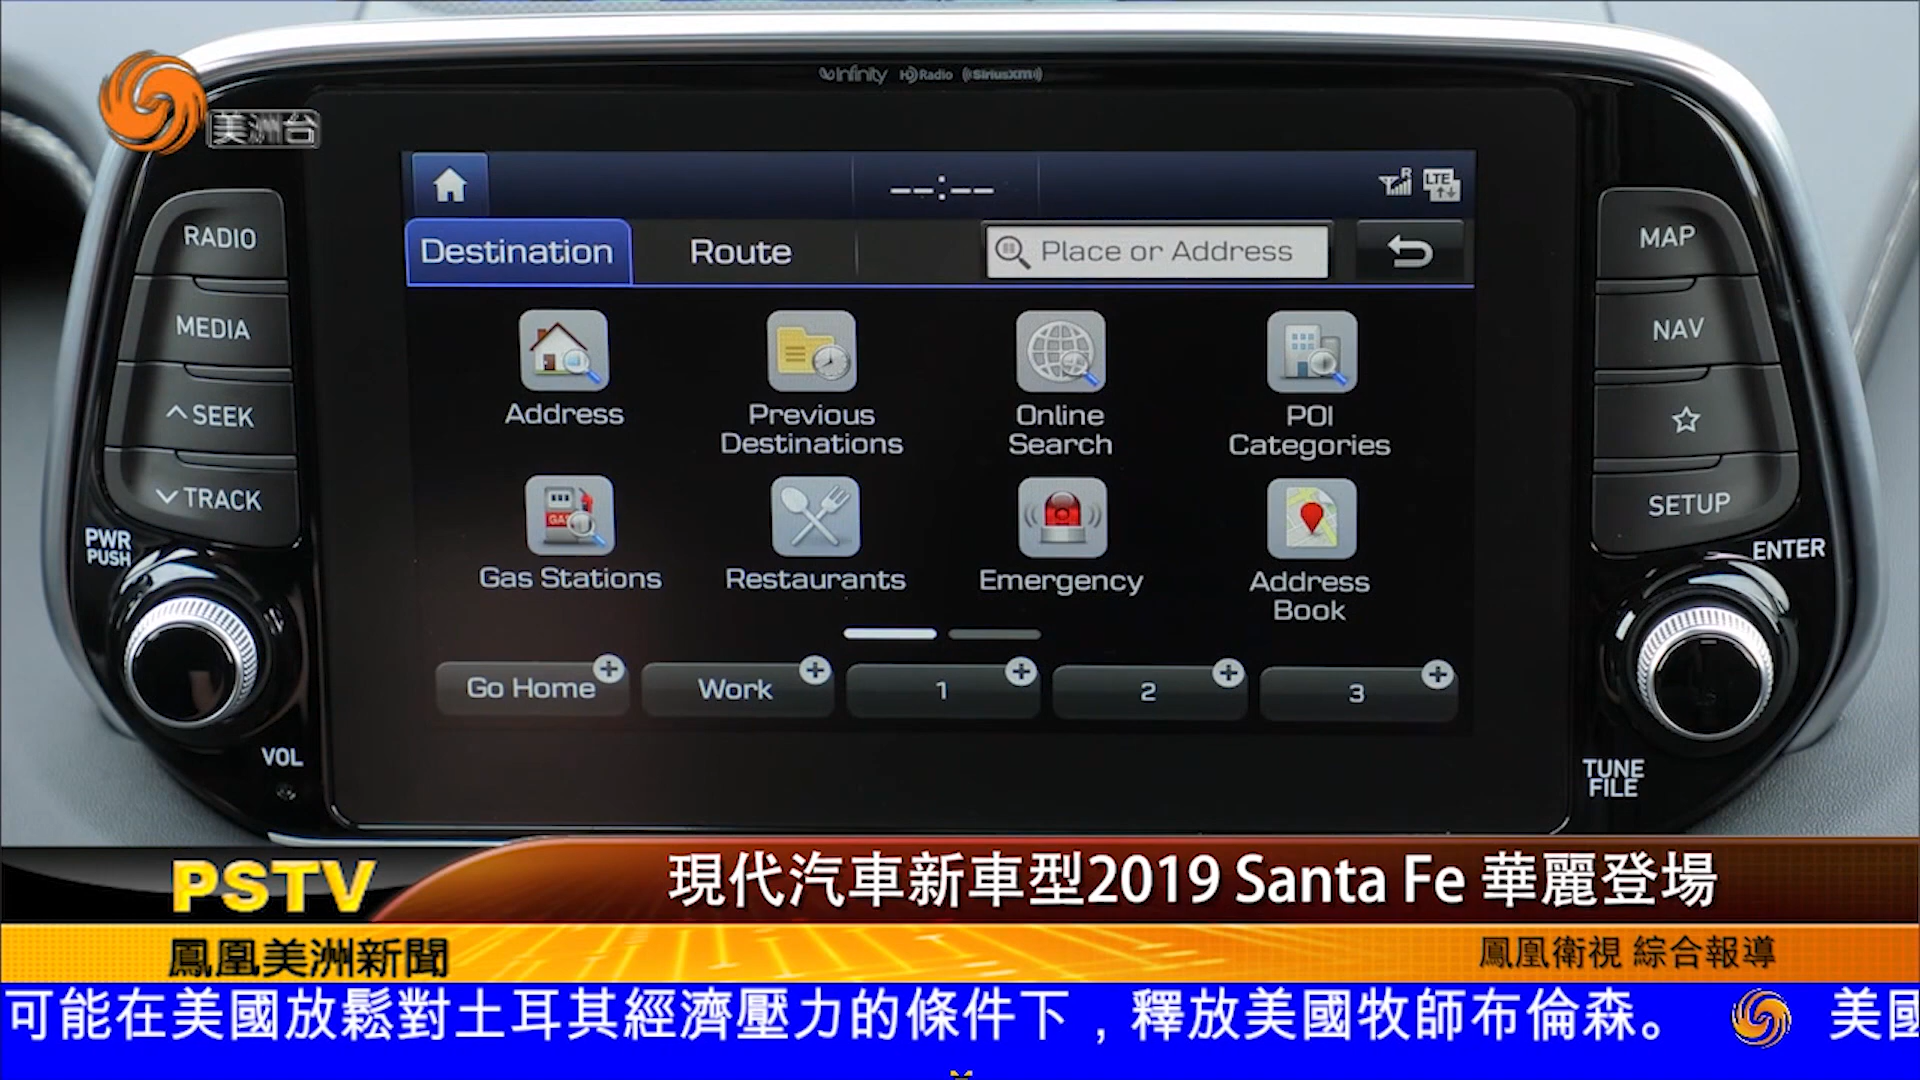 infinity HD Radio ((SiriusXM))
美洲台
--:--
R
LTE
RADIO
MEDIA
SEEK
TRACK
PWR
PUSH
VOL
Destination
Route
Place or Address
Address
Previous
Destinations
Online
Search
POI
Categories
GAS
Gas Stations
Restaurants
Emergency
Address
Book
Go Home
Work
1
2
3
MAP
NAV
SETUP
ENTER
TUNE
FILE
PSTV
現代汽車新車型2019 Santa Fe 華麗登場
鳳凰美洲新聞
鳳凰衛視 綜合報導
可能在美國放鬆對土耳其經濟壓力的條件下，釋放美國牧師布倫森。 美國